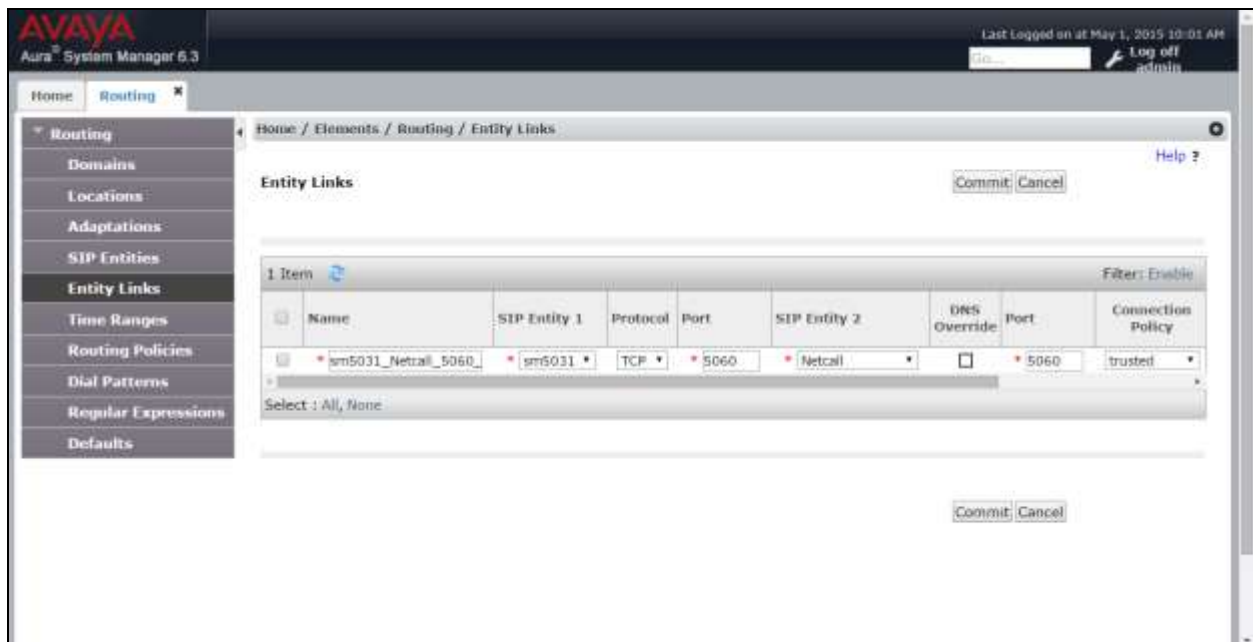 AVAYA
Aura® System Manager 6.3
Last Logged on at May 1, 2015 10:01 AM
Go...
Log off admin
Home
Routing
Routing
Domains
Locations
Adaptations
SIP Entities
Entity Links
Time Ranges
Routing Policies
Dial Patterns
Regular Expressions
Defaults
Home / Elements / Routing / Entity Links
Help ?
Entity Links
Commit Cancel
1 Item
Filter: Enable
Name SIP Entity 1 Protocol Port SIP Entity 2 DNS Override Port Connection Policy
* sm5031_Netcall_5060_ * sm5031 TCP * 5060 * Netcall * 5060 trusted
Select : All, None
Commit Cancel